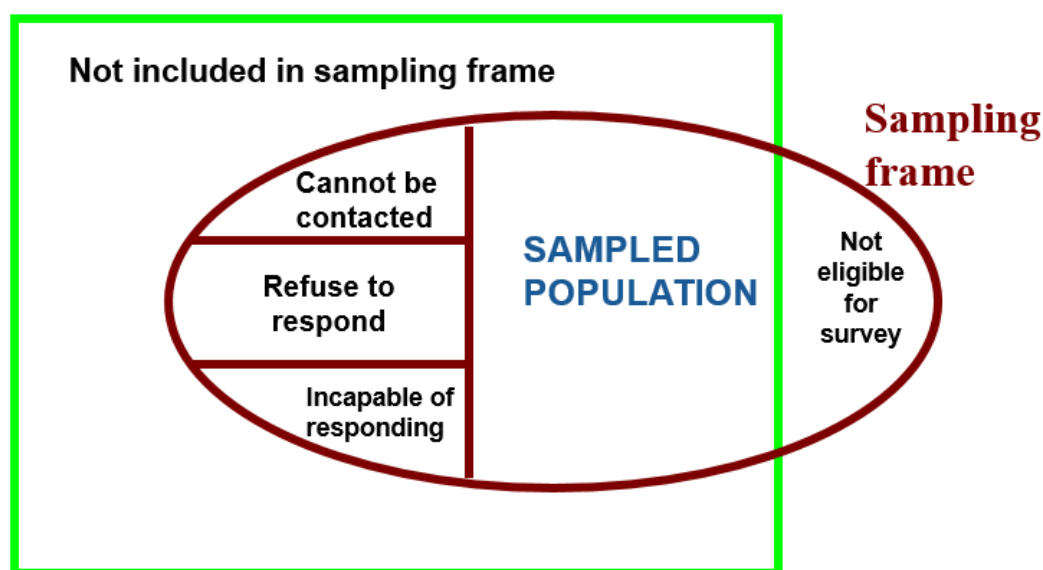 Not included in sampling frame
Sampling
frame
Cannot be
contacted
Refuse to
respond
Incapable of
responding
SAMPLED
POPULATION
Not
eligible
for
survey